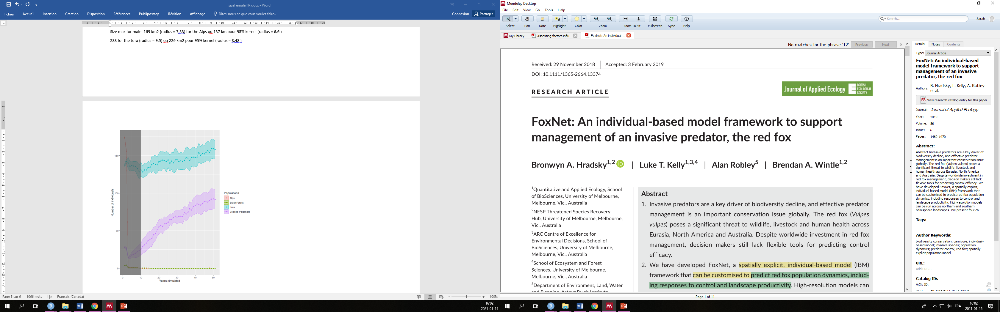 sizeFemaleHR.docx - Word
Fichier Accueil Insertion Création Disposition Références Publipostage Révision Affichage Dites-nous ce que vous voulez faire.. Connexion Partager
Size max for male: 169 km2 (radius = 7,33) for the Alps ou 137 km pour 95% kernel (radius = 6.6 )
283 for the Jura (radius = 9.5) ou 226 km2 pour 95% kernel (radius = 8.48 )
Number of individuals
150
100
50
0
0 10 20 30 40 50
Years simulated
Populations
Alps
Black Forest
Jura
Vosges-Palatinate
Page 5 sur 6 1066 mots Français (Canada) 100%
16:02
2021-01-15
Mendeley Desktop
File Edit View Go Tools Help
Select Pan Note Highlight Color Zoom Zoom To Fit Fullscreen Sync Help
Search...
Sarah
My Library Assessing factors influ... FoxNet: An individual-...
No matches for the phrase '12' Previous Next
Received: 29 November 2018 Accepted: 3 February 2019
DOI: 10.1111/1365-2664.13374
RESEARCH ARTICLE
Journal of Applied Ecology
BRITISH
ECOLOGICAL
SOCIETY
FoxNet: An individual-based model framework to support
management of an invasive predator, the red fox
Bronwyn A. Hradsky1,2 iD | Luke T. Kelly1,3,4 | Alan Robley5 | Brendan A. Wintle1,2
1Quantitative and Applied Ecology, School
of BioSciences, University of Melbourne,
Melbourne, Vic., Australia
2NESP Threatened Species Recovery
Hub, University of Melbourne, Melbourne,
Vic., Australia
3ARC Centre of Excellence for
Environmental Decisions, School of
BioSciences, University of Melbourne,
Melbourne, Vic., Australia
4School of Ecosystem and Forest
Sciences, University of Melbourne,
Melbourne, Vic., Australia
5Department of Environment, Land, Water
Abstract
1. Invasive predators are a key driver of biodiversity decline, and effective predator
management is an important conservation issue globally. The red fox (Vulpes
vulpes) poses a significant threat to wildlife, livestock and human health across
Eurasia, North America and Australia. Despite worldwide investment in red fox
management, decision makers still lack flexible tools for predicting control
efficacy.
2. We have developed FoxNet, a spatially explicit, individual-based model (IBM)
framework that can be customised to predict red fox population dynamics, includ-
ing responses to control and landscape productivity. High-resolution models can
Page 1 of 11
Details Notes Contents
Type: Journal Article
FoxNet: An individual-based
model framework to support
management of an invasive
predator, the red fox
Authors: B. Hradsky, L. Kelly, A. Robley
et al.
View research catalog entry for this paper
Journal: Journal of Applied Ecology
Year: 2019
Volume: 56
Issue: 6
Pages: 1460-1470
Abstract:
Abstract Invasive predators are a key driver of
biodiversity decline, and effective predator
management is an important conservation issue
globally. The red fox (Vulpes vulpes) poses a
significant threat to wildlife, livestock and
human health across Eurasia, North America
and Australia. Despite worldwide investment in
red fox management, decision makers still lack
flexible tools for predicting control efficacy. We
have developed FoxNet, a spatially explicit,
individual-based model (IBM) framework that
can be customised to predict red fox population
dynamics, including responses to control and
landscape productivity. High-resolution models
can be run across northern and southern
hemisphere landscapes. We present four ca...
Tags:
Author Keywords:
biodiversity conservation; carnivore; individual-
based model; invasive species; population
dynamics; predator control; red fox; spatially
explicit population model
URL:
Add URL...
Catalog IDs
ArXiv ID:
FRA
16:02
2021-01-15